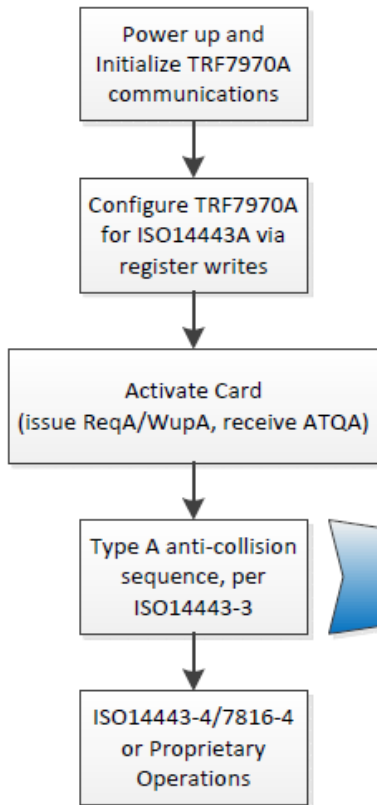 Power up and
Initialize TRF7970A
communications
Configure TRF7970A
for ISO14443A via
register writes
Activate Card
(issue ReqA/WupA, receive ATQA)
Type A anti-collision
sequence, per
ISO14443-3
ISO14443-4/7816-4
or Proprietary
Operations